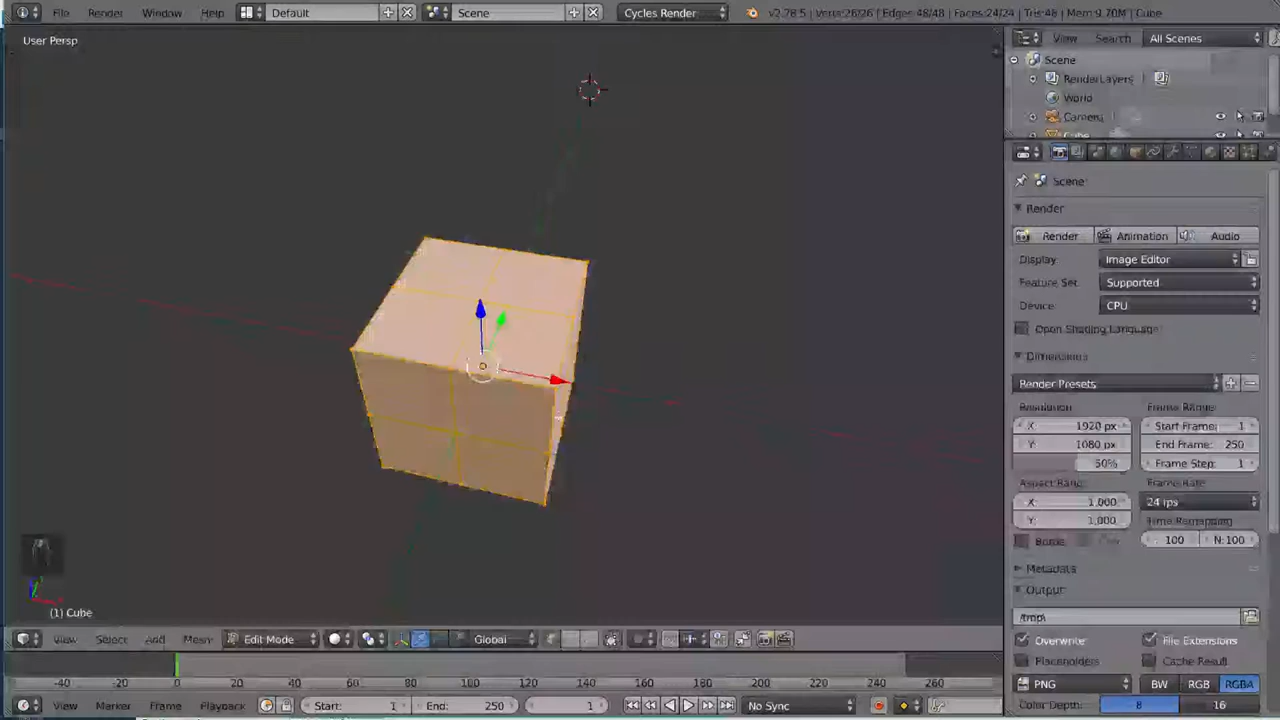 File Render Window Help Default Scene Cycles Render v2.78.5 | Verts:26/26 | Edges:48/48 | Faces:24/24 | Tris:48 | Mem:9.70M | Cube
User Persp
View Search All Scenes
Scene
RenderLayers
World
Camera
Cube
Scene
Render
Render Animation Audio
Display: Image Editor
Feature Set: Supported
Device: CPU
Open Shading Language
Dimensions
Render Presets
Resolution: Frame Range:
X: 1920 px Start Frame: 1
Y: 1080 px End Frame: 250
50% Frame Step: 1
Aspect Ratio: Frame Rate:
X: 1.000 24 fps
Y: 1.000 Time Remapping:
Border 100 N:100
Metadata
Output
/tmp\
Overwrite File Extensions
Placeholders Cache Result
PNG BW RGB RGBA
Color Depth: 8 16
(1) Cube
View Select Add Mesh Edit Mode Global
-40 -20 0 20 40 60 80 100 120 140 160 180 200 220 240 260
View Marker Frame Playback Start: 1 End: 250 1 No Sync